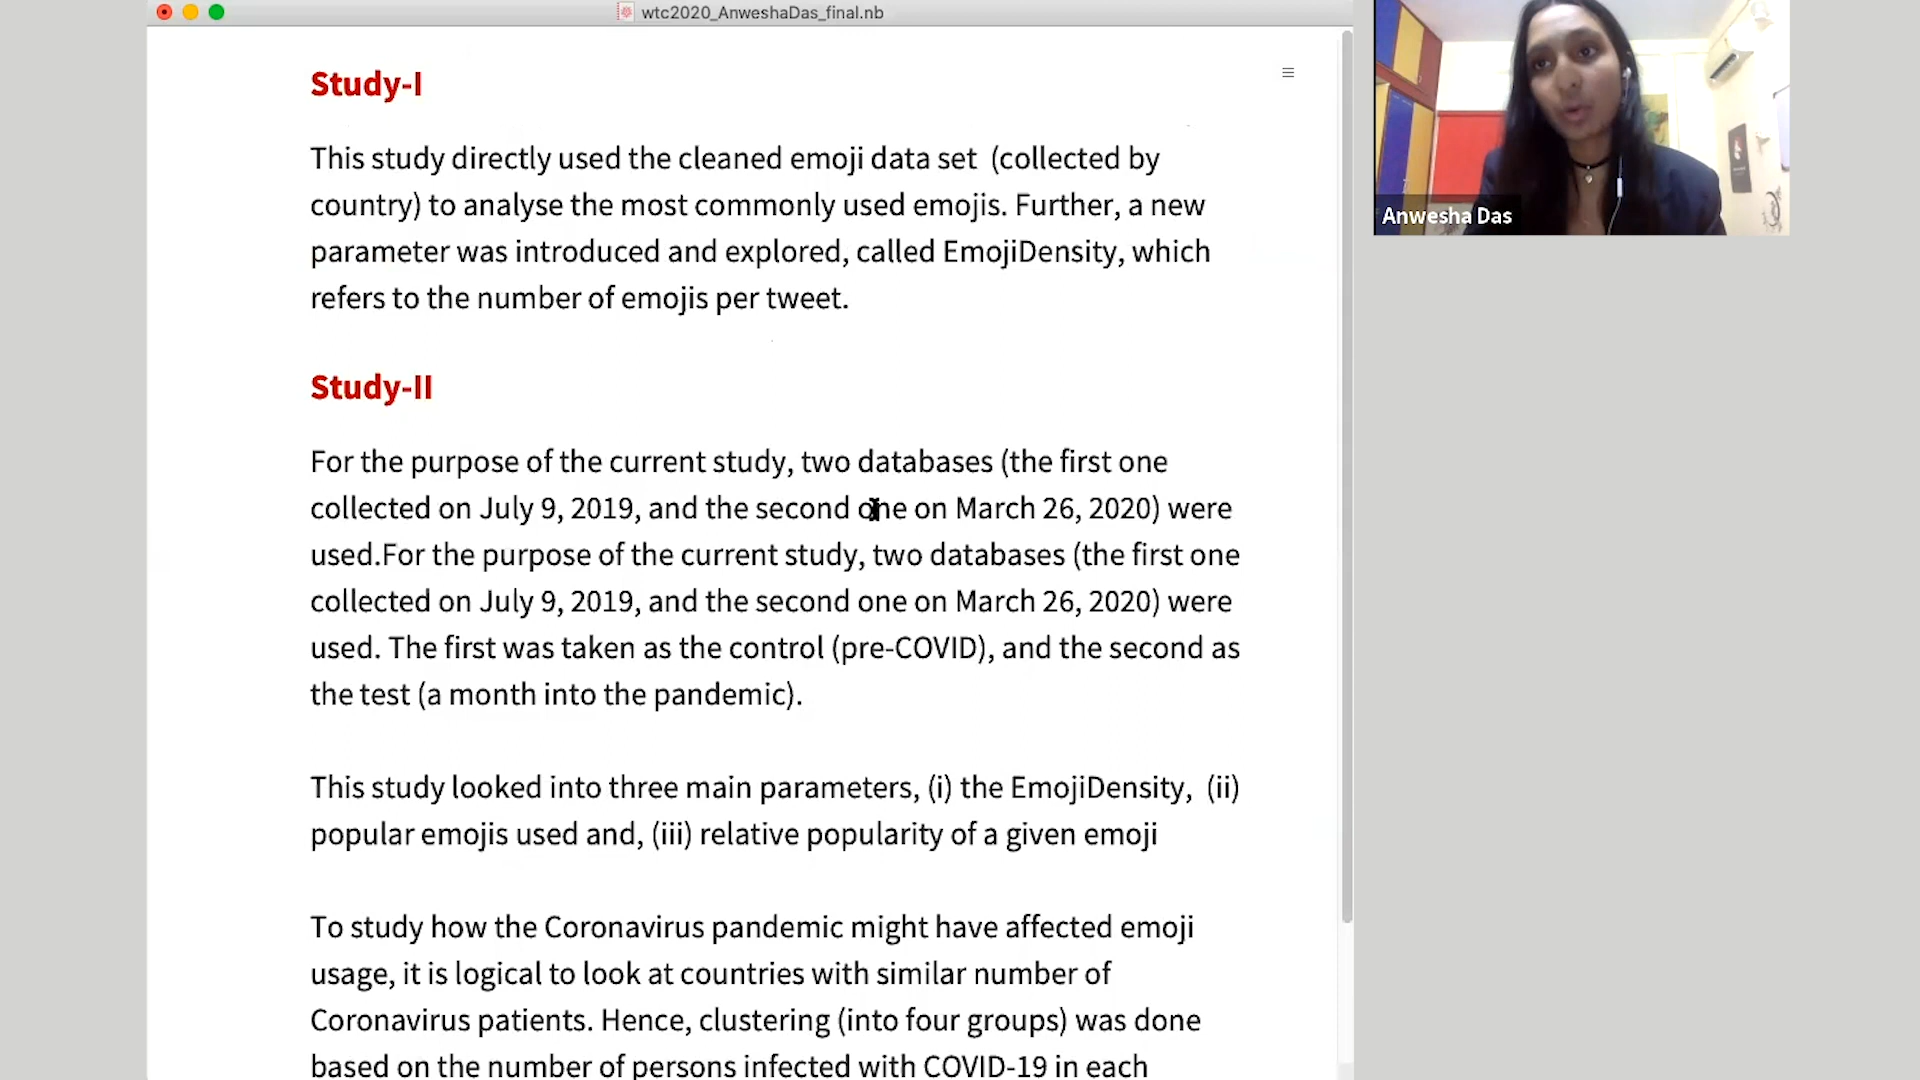 wtc2020_AnweshaDas_final.nb
Study-I
This study directly used the cleaned emoji data set (collected by
country) to analyse the most commonly used emojis. Further, a new
parameter was introduced and explored, called EmojiDensity, which
refers to the number of emojis per tweet.
Study-II
For the purpose of the current study, two databases (the first one
collected on July 9, 2019, and the second one on March 26, 2020) were
used.For the purpose of the current study, two databases (the first one
collected on July 9, 2019, and the second one on March 26, 2020) were
used. The first was taken as the control (pre-COVID), and the second as
the test (a month into the pandemic).
This study looked into three main parameters, (i) the EmojiDensity, (ii)
popular emojis used and, (iii) relative popularity of a given emoji
To study how the Coronavirus pandemic might have affected emoji
usage, it is logical to look at countries with similar number of
Coronavirus patients. Hence, clustering (into four groups) was done
based on the number of persons infected with COVID-19 in each
Anwesha Das